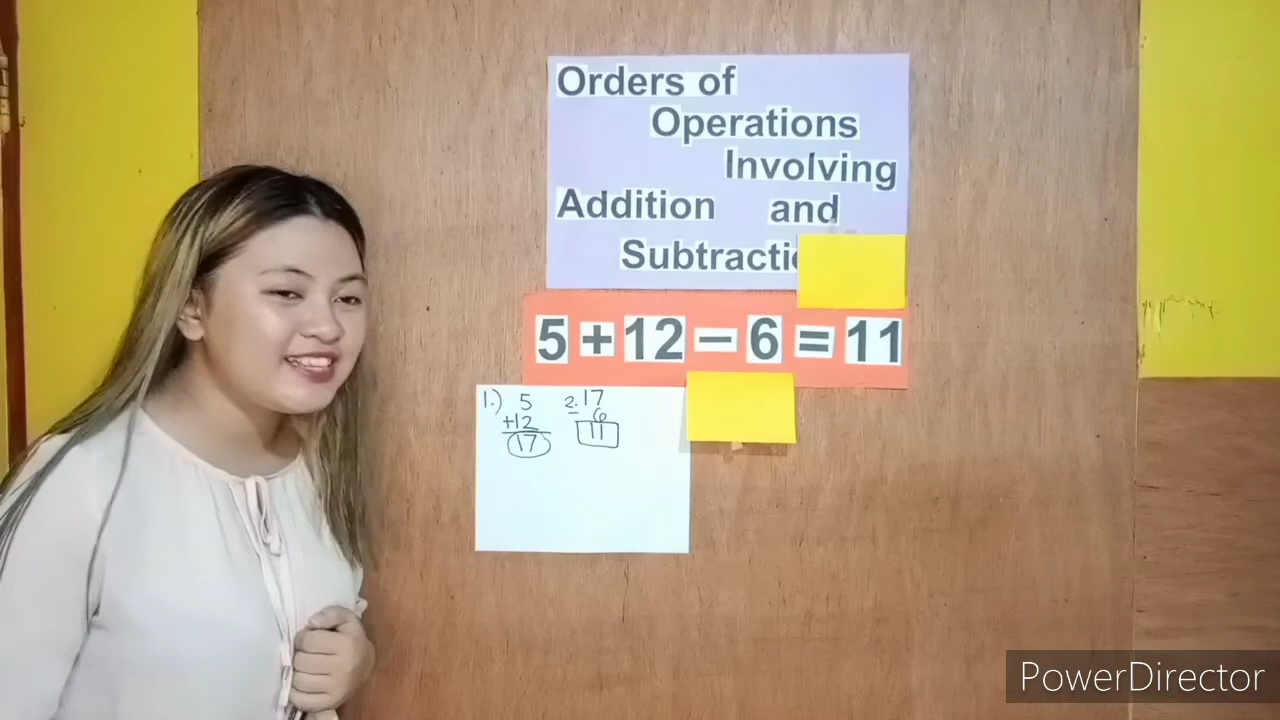 Orders of
Operations
Involving
Addition and
Subtractio
5+12−6=11
1.) 5
+12
17
2. 17
− 6
11
PowerDirector